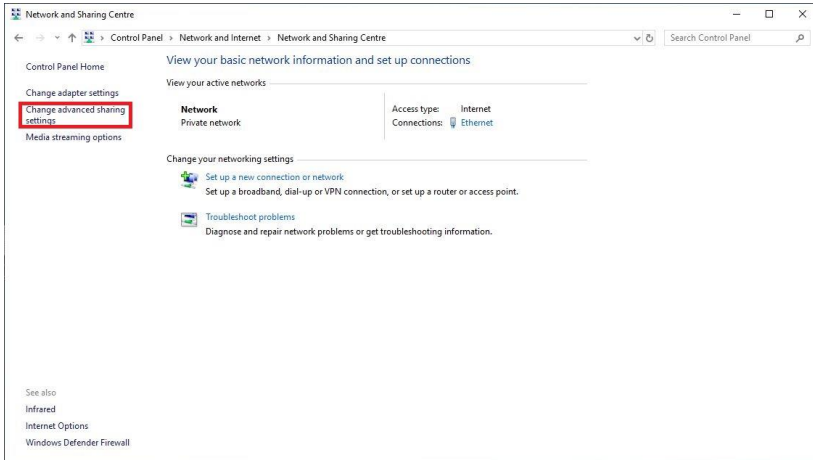 Network and Sharing Centre
Control Panel > Network and Internet > Network and Sharing Centre
Search Control Panel
Control Panel Home
Change adapter settings
Change advanced sharing
settings
Media streaming options
View your basic network information and set up connections
View your active networks
Network
Private network
Access type: Internet
Connections: Ethernet
Change your networking settings
Set up a new connection or network
Set up a broadband, dial-up or VPN connection, or set up a router or access point.
Troubleshoot problems
Diagnose and repair network problems or get troubleshooting information.
See also
Infrared
Internet Options
Windows Defender Firewall